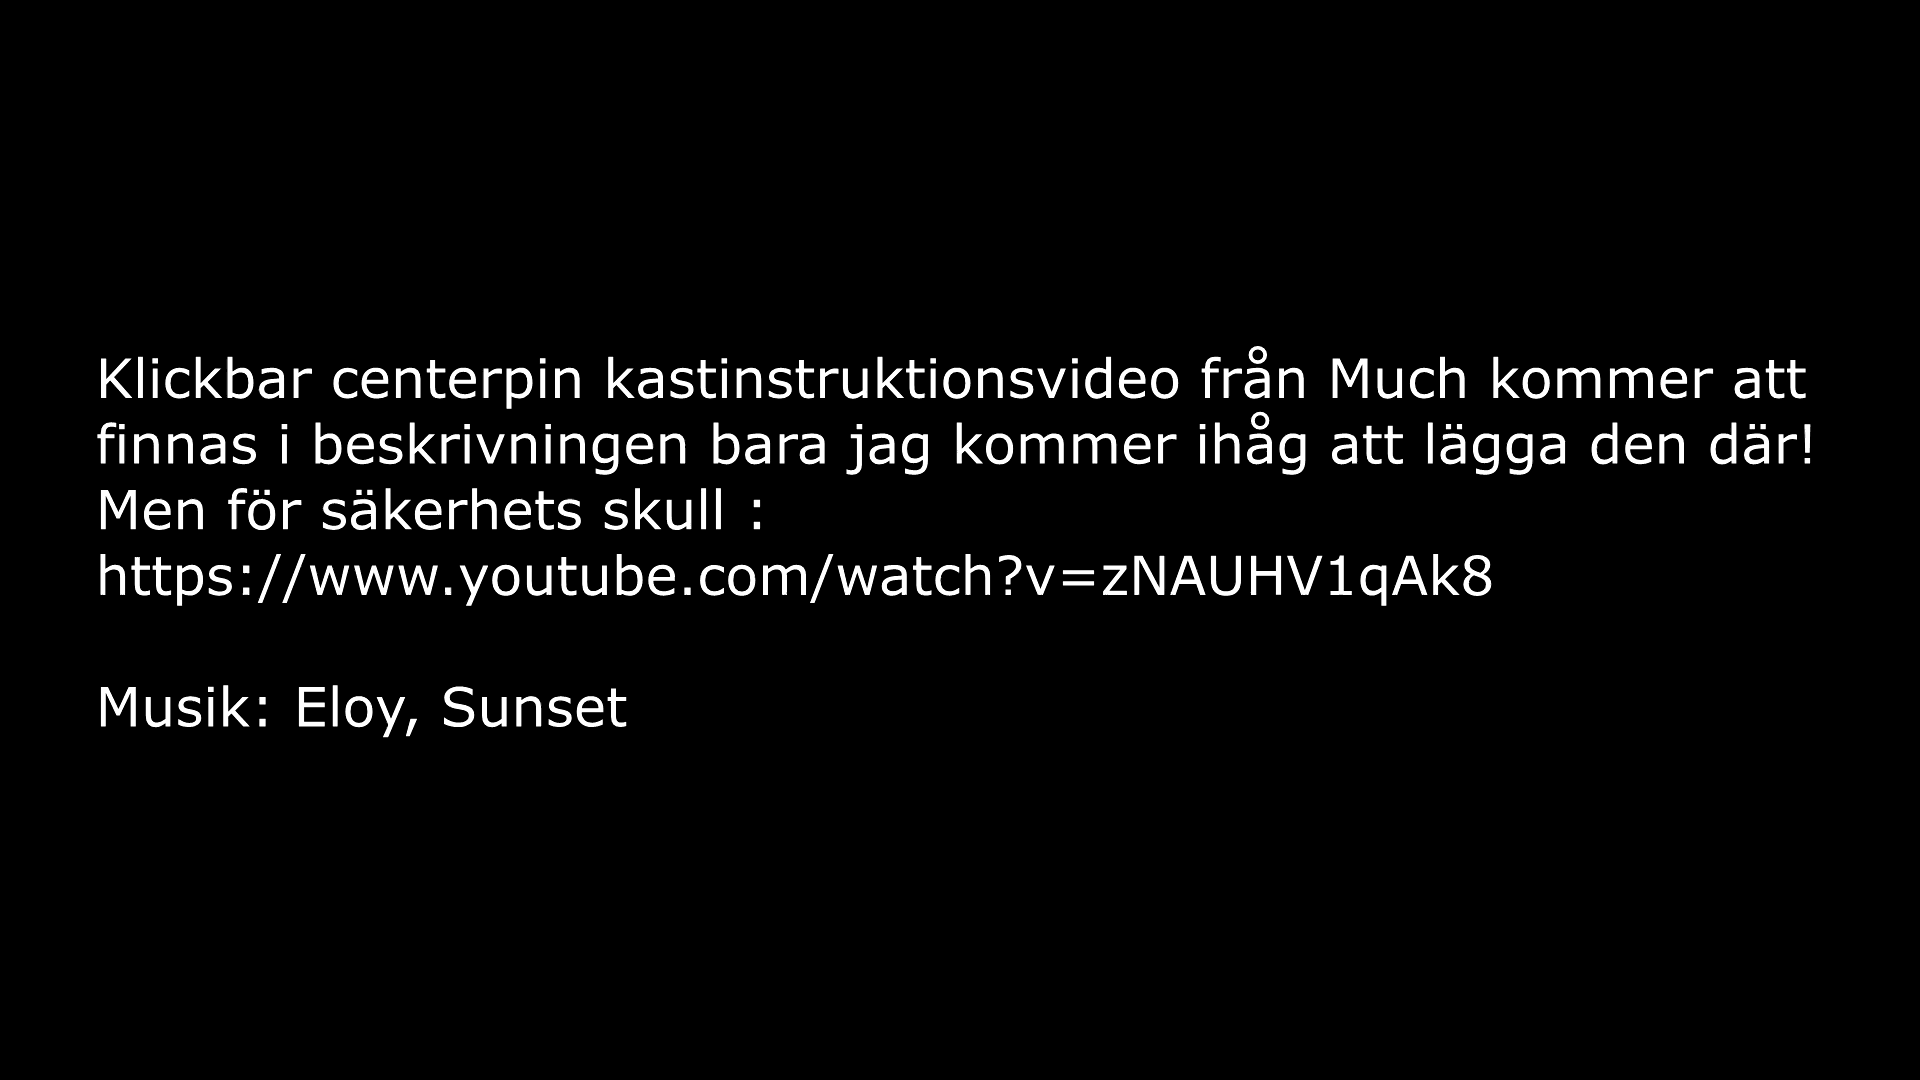 Klickbar centerpin kastinstruktionsvideo från Much kommer att
finnas i beskrivningen bara jag kommer ihåg att lägga den där!
Men för säkerhets skull :
https://www.youtube.com/watch?v=zNAUHV1qAk8
Musik: Eloy, Sunset